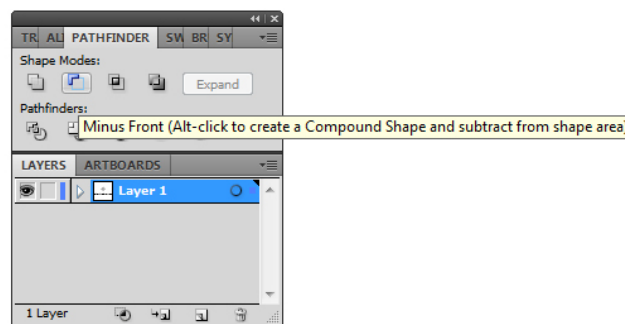 TR ALI PATHFINDER SW BR SY
Shape Modes:
Expand
Pathfinders:
Minus Front (Alt-click to create a Compound Shape and subtract from shape area)
LAYERS ARTBOARDS
Layer 1
1 Layer